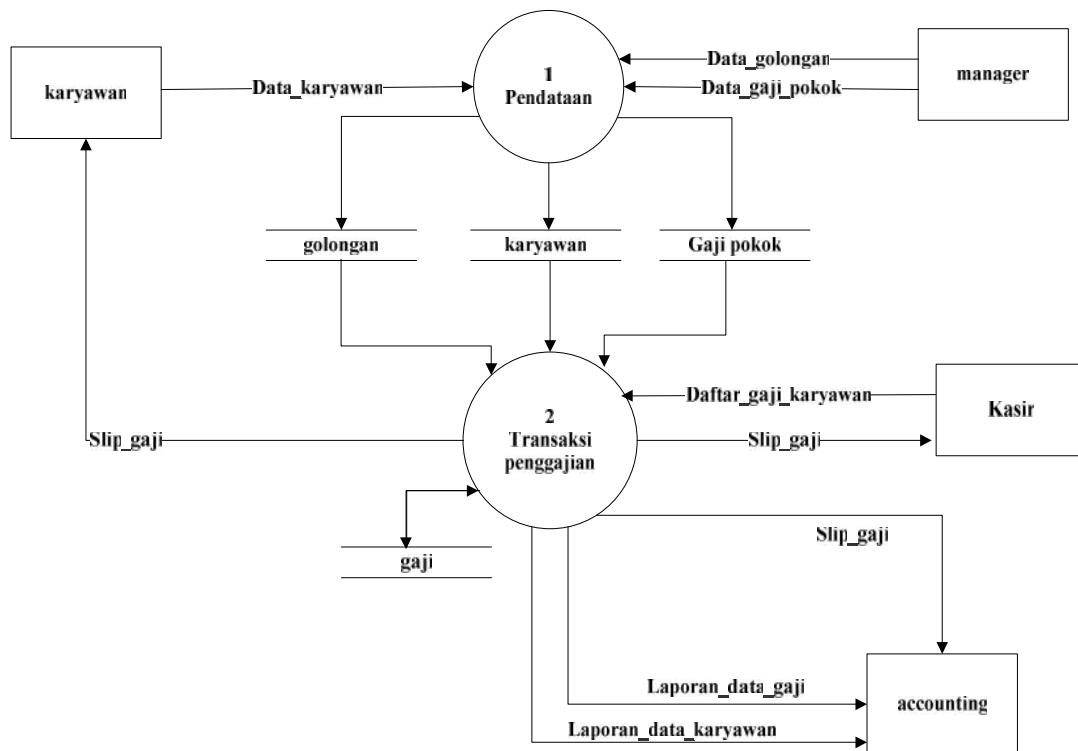 karyawan
Data_karyawan
1
Pendataan
Data_golongan
Data_gaji_pokok
manager
golongan
karyawan
Gaji pokok
2
Transaksi
penggajian
Daftar_gaji_karyawan
Kasir
Slip_gaji
Slip_gaji
gaji
Slip_gaji
Laporan_data_gaji
Laporan_data_karyawan
accounting